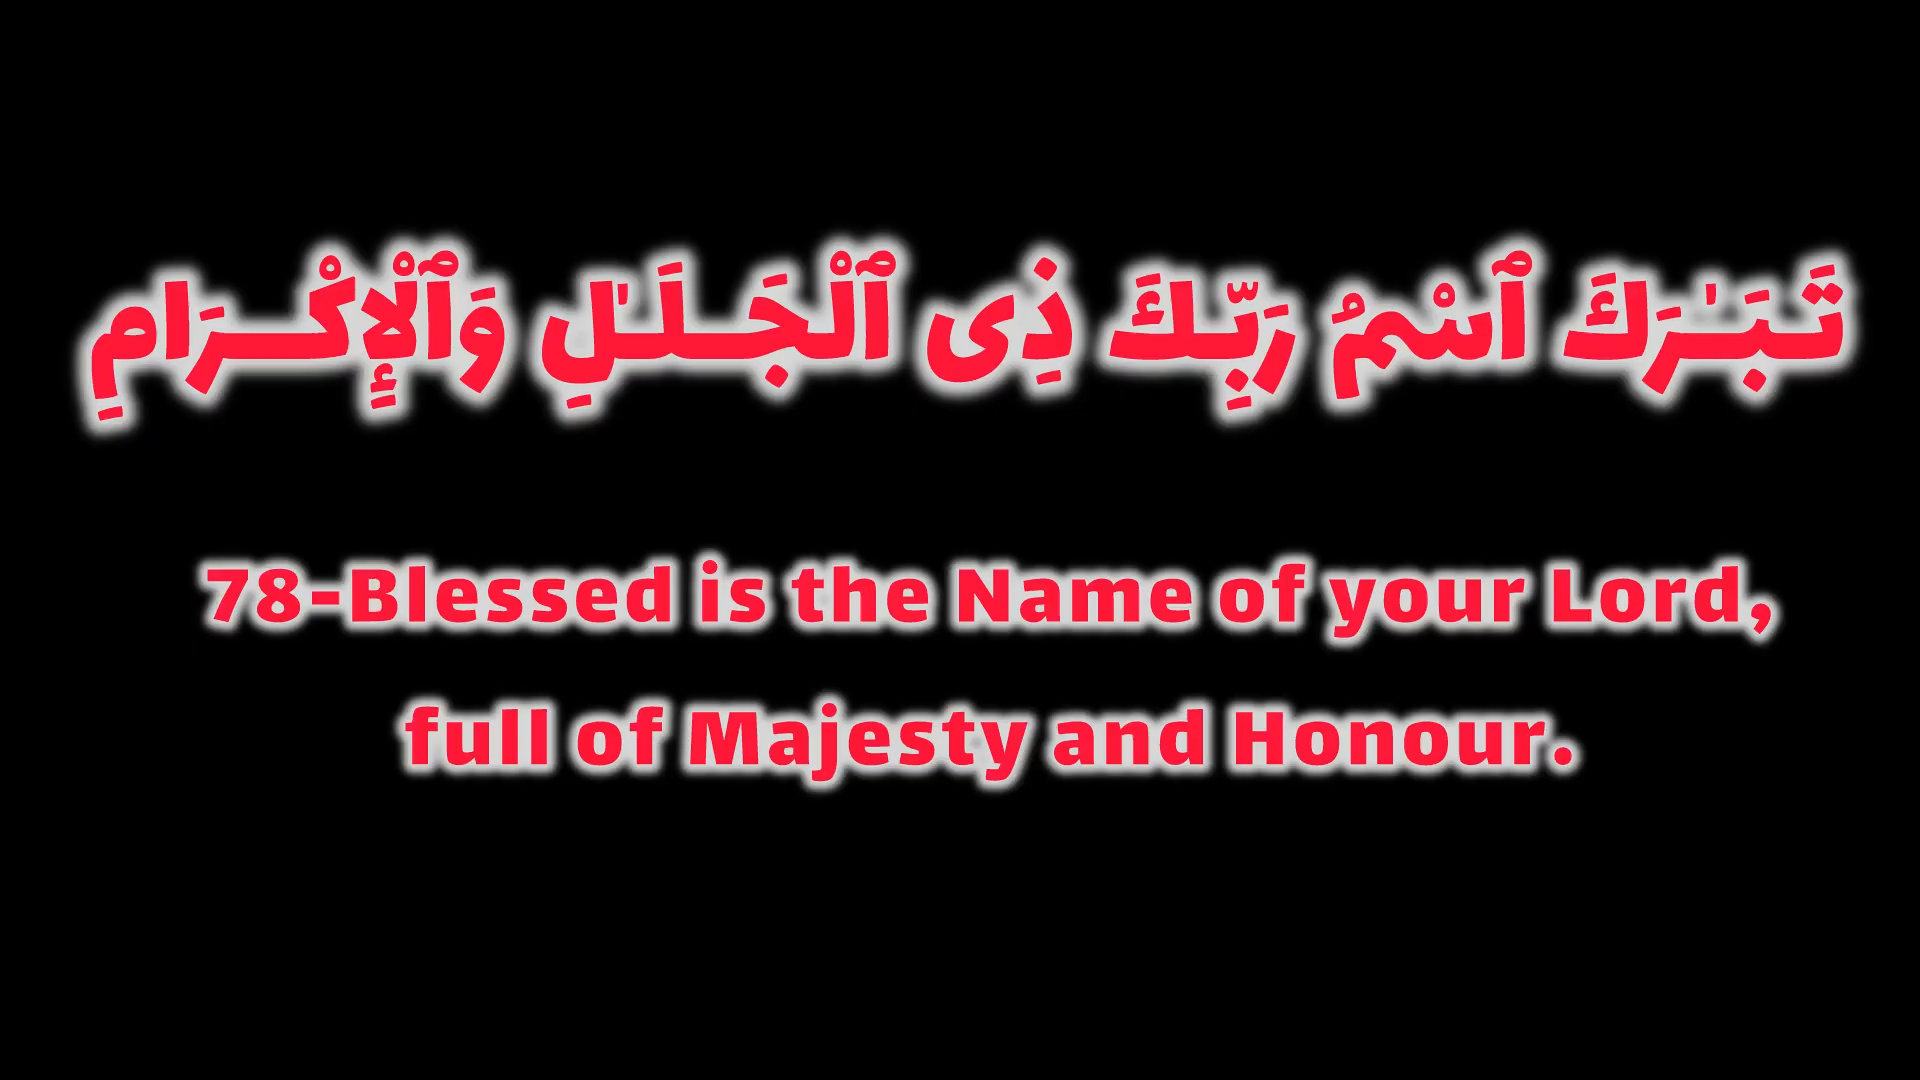 تَبَـٰرَكَ ٱسْمُ رَبِّكَ ذِى ٱلْجَلَـٰلِ وَٱلْإِكْرَامِ
78-Blessed is the Name of your Lord,
full of Majesty and Honour.